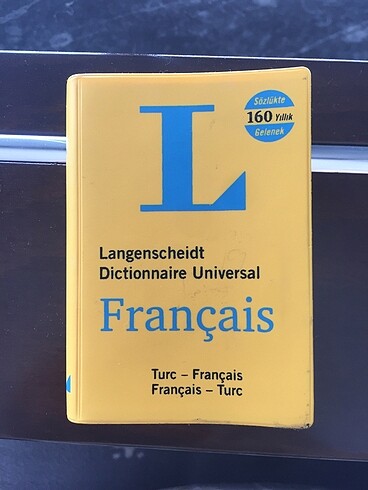 L
Sözlükte
160 Yıllık
Gelenek
Langenscheidt
Dictionnaire Universal
Français
Turc – Français
Français – Turc